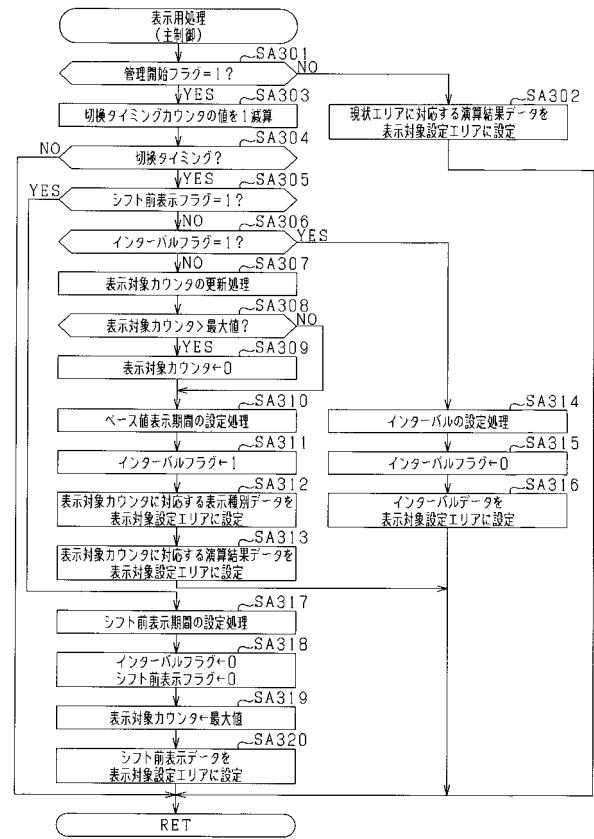 表示用処理
(主制御)
SA301
管理開始フラグ=1?
NO
YES
SA302
現状エリアに対応する演算結果データを
表示対象設定エリアに設定
SA303
切換タイミングカウンタの値を1減算
SA304
NO
切換タイミング?
YES
SA305
YES
シフト前表示フラグ=1?
NO
SA306
インターバルフラグ=1?
YES
NO
SA307
表示対象カウンタの更新処理
SA308
表示対象カウンタ>最大値?
NO
YES
SA309
表示対象カウンタ←0
SA310
ベース値表示期間の設定処理
SA311
インターバルフラグ←1
SA312
表示対象カウンタに対応する表示種別データを
表示対象設定エリアに設定
SA313
表示対象カウンタに対応する演算結果データを
表示対象設定エリアに設定
SA314
インターバルの設定処理
SA315
インターバルフラグ←0
SA316
インターバルデータを
表示対象設定エリアに設定
SA317
シフト前表示期間の設定処理
SA318
インターバルフラグ←0
シフト前表示フラグ←0
SA319
表示対象カウンタ←最大値
SA320
シフト前表示データを
表示対象設定エリアに設定
RET